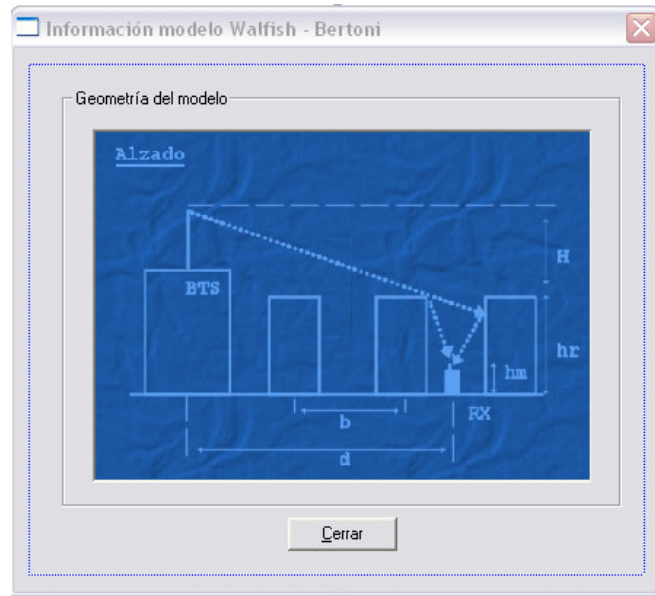 Información modelo Walfish - Bertoni
Geometría del modelo
Alzado
H
BTS
hr
hm
b
RX
d
Cerrar